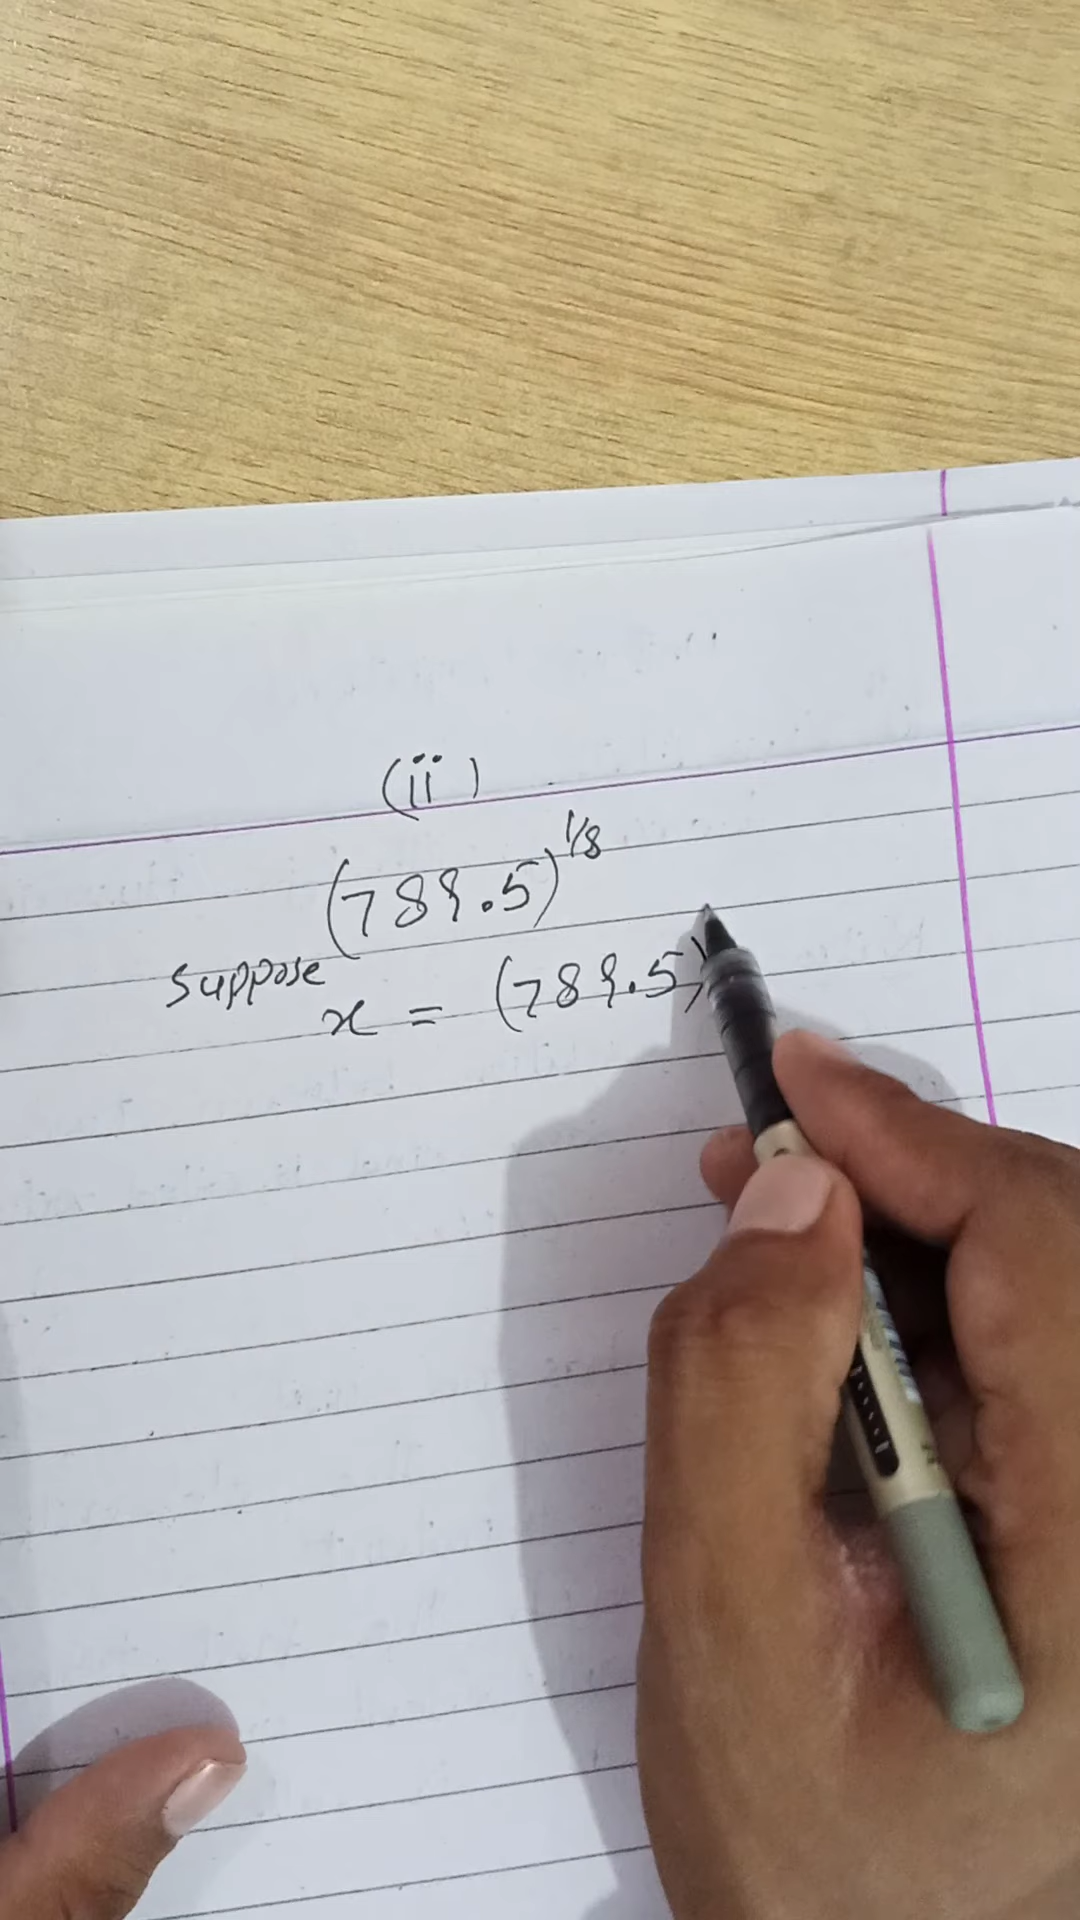 (ii)
(789.5)^1/8
Suppose
x = (789.5)